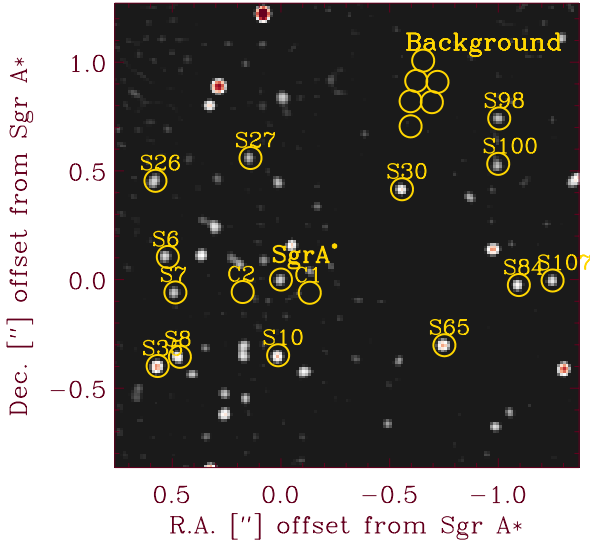 Background
1.0
S98
S27
S100
S26
0.5
S30
S6
SgrA*
S7
C2
C1
S84
S107
0.0
S65
S8
S36
S10
−0.5
0.5
0.0
−0.5
−1.0
R.A. ["] offset from Sgr A*
Dec. ["] offset from Sgr A*